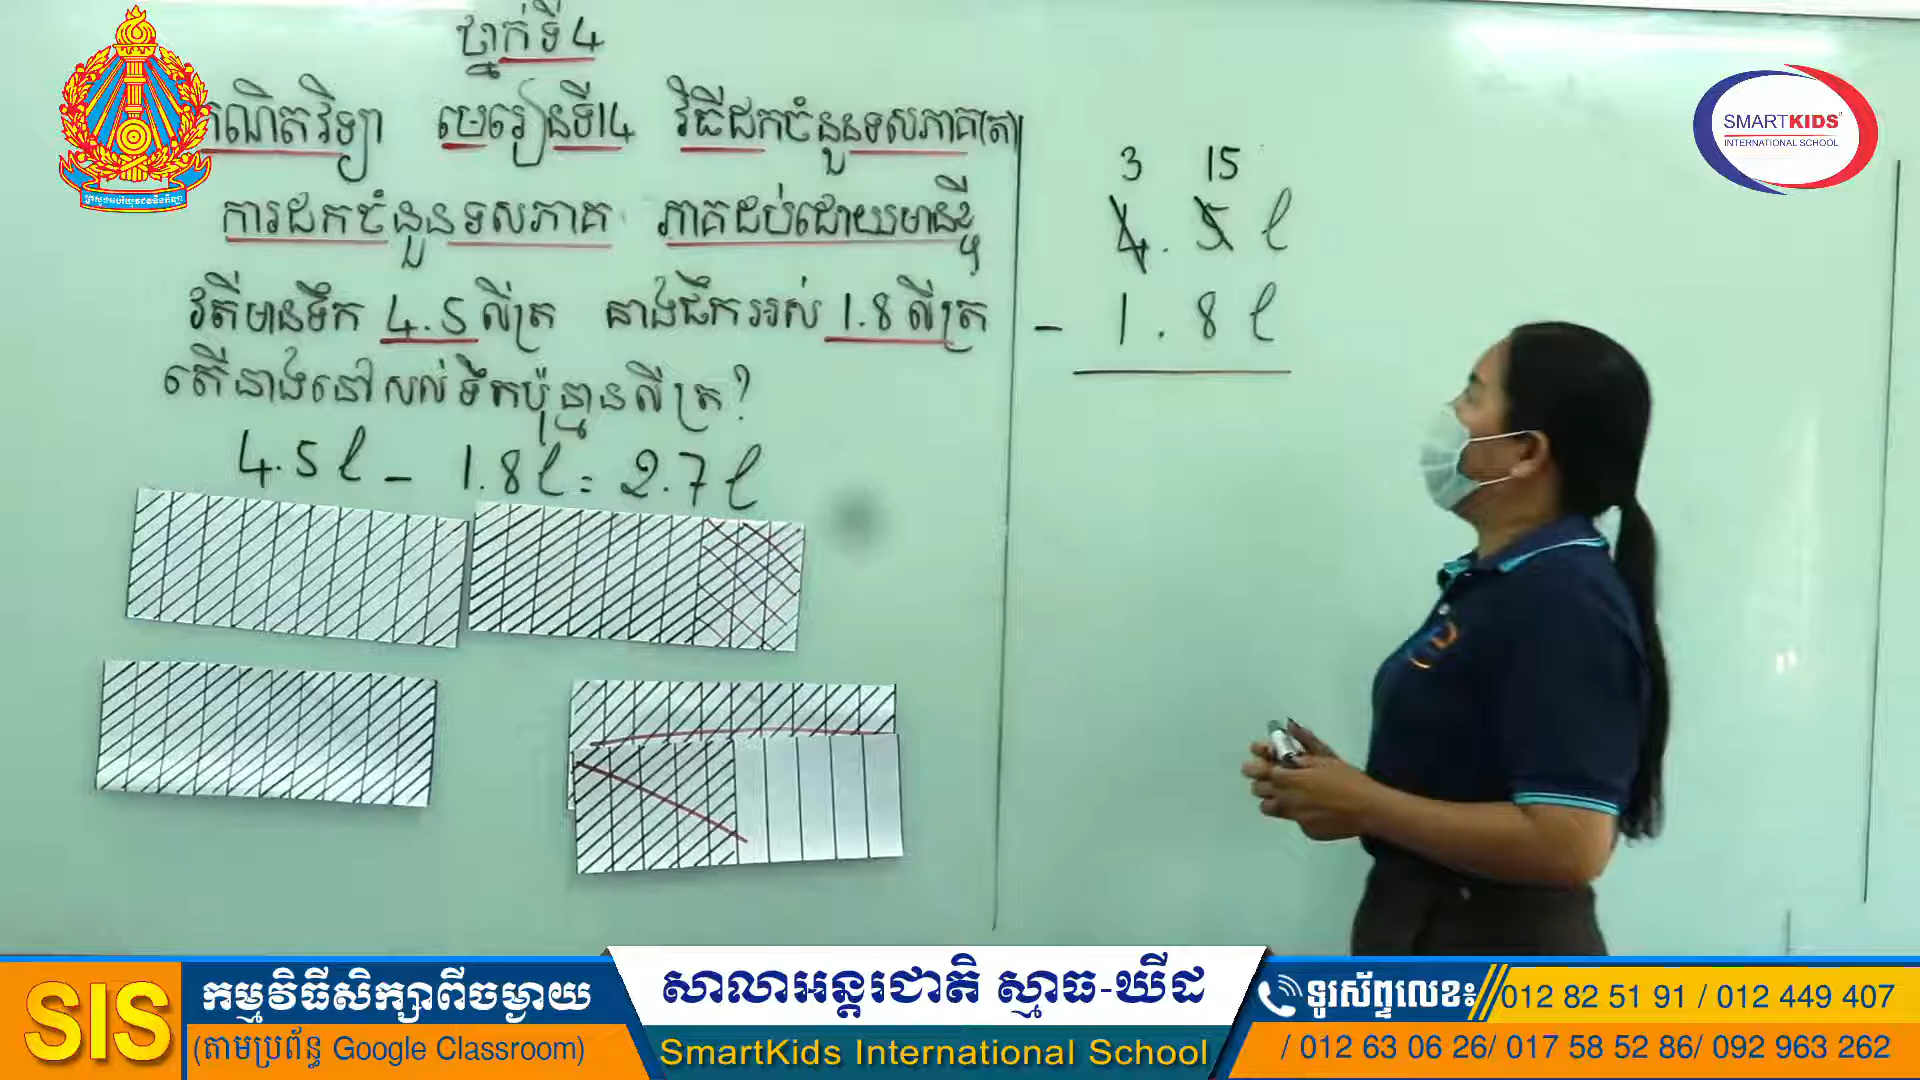 ថ្នាក់ទី4
គណិតវិទ្យា មេរៀនទី14 វិធីដកចំនួនទសភាគ(ត)
ការដកចំនួនទសភាគ ភាគដប់ដោយមានខ្ចី
វតីមានទឹក 4.5 លីត្រ នាងផឹកអស់ 1.8 លីត្រ
តើនាងនៅសល់ទឹកប៉ុន្មានលីត្រ?
4.5 l - 1.8 l = 2.7 l
3 15
4.5 l
- 1.8 l
SMARTKIDS
INTERNATIONAL SCHOOL
SIS
កម្មវិធីសិក្សាពីចម្ងាយ
(តាមប្រព័ន្ធ Google Classroom)
សាលាអន្តរជាតិ ស្មាធ-ឃីដ
SmartKids International School
ទូរស័ព្ទលេខ៖ 012 82 51 91 / 012 449 407
/ 012 63 06 26/ 017 58 52 86/ 092 963 262